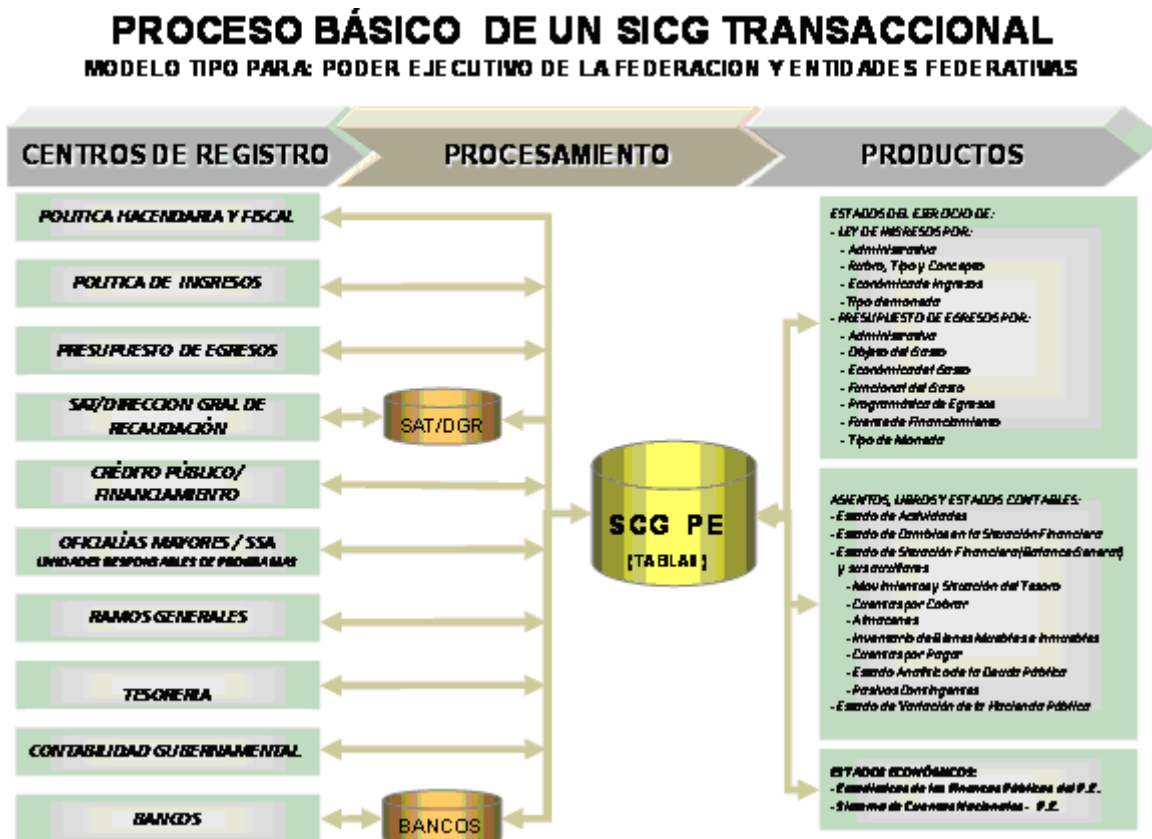 PROCESO BÁSICO DE UN SICG TRANSACCIONAL
MODELO TIPO PARA: PODER EJECUTIVO DE LA FEDERACION Y ENTIDADES FEDERATIVAS
CENTROS DE REGISTRO
PROCESAMIENTO
PRODUCTOS
POLITICA HACENDARIA Y FISCAL
POLITICA DE INGRESOS
PRESUPUESTO DE EGRESOS
SAT/DIRECCION GRAL DE
RECAUDACIÓN
CRÉDITO PÚBLICO/
FINANCIAMIENTO
OFICIALÍAS MAYORES / SSA
UNIDADES RESPONSABLES DE PROGRAMAS
RAMOS GENERALES
TESORERIA
CONTABILIDAD GUBERNAMENTAL
BANCOS
SAT/DGR
SCG PE
(TABLAS)
BANCOS
ESTADOS DEL EJERCICIO DE:
- LEY DE INGRESOS POR:
- Administrativa
- Rubro, Tipo y Concepto
- Económica de Ingresos
- Tipo de moneda
- PRESUPUESTO DE EGRESOS POR:
- Administrativa
- Objeto del Gasto
- Económica del Gasto
- Funcional del Gasto
- Programática de Egresos
- Fuente de Financiamiento
- Tipo de Moneda
ASIENTOS, LIBROS Y ESTADOS CONTABLES:
- Estado de Actividades
- Estado de Cambios en la Situación Financiera
- Estado de Situación Financiera (Balance General)
y sus auxiliares
- Movimientos y Situación del Tesoro
- Cuentas por Cobrar
- Almacenes
- Inventario de Bienes Muebles e Inmuebles
- Cuentas por Pagar
- Estado Analítico de la Deuda Pública
- Pasivos Contingentes
- Estado de Variación de la Hacienda Pública
ESTADOS ECONÓMICOS:
- Estadísticas de las Finanzas Públicas del P.E.
- Sistema de Cuentas Nacionales - P.E.